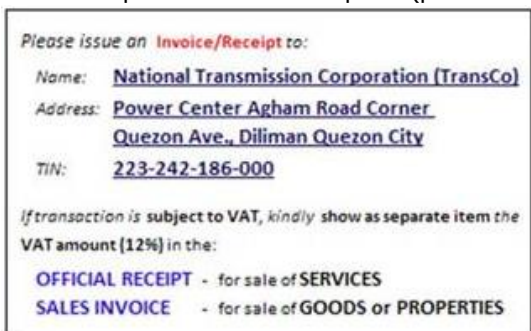 Please issue an Invoice/Receipt to:
Name: National Transmission Corporation (TransCo)
Address: Power Center Agham Road Corner
Quezon Ave., Diliman Quezon City
TIN: 223-242-186-000
If transaction is subject to VAT, kindly show as separate item the
VAT amount (12%) in the:
OFFICIAL RECEIPT - for sale of SERVICES
SALES INVOICE - for sale of GOODS or PROPERTIES